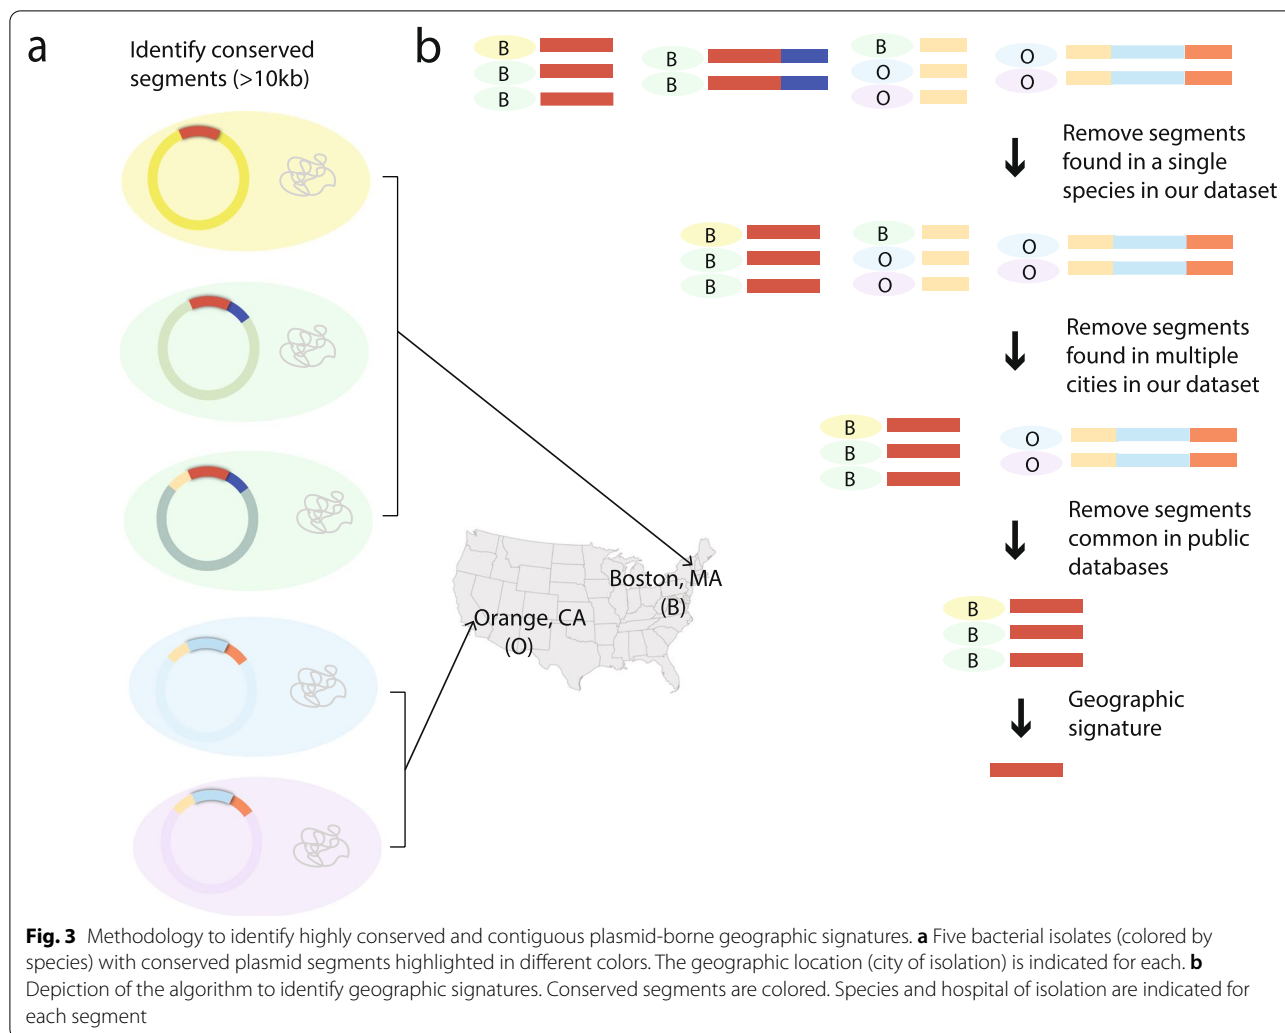 a
Identify conserved
segments (>10kb)
b
B
B
B
B
B
B
O
O
O
O
Remove segments
found in a single
species in our dataset
B
B
B
B
O
O
O
O
Remove segments
found in multiple
cities in our dataset
B
B
B
O
O
Remove segments
common in public
databases
B
B
B
Geographic
signature
Boston, MA
(B)
Orange, CA
(O)
Fig. 3 Methodology to identify highly conserved and contiguous plasmid-borne geographic signatures. a Five bacterial isolates (colored by
species) with conserved plasmid segments highlighted in different colors. The geographic location (city of isolation) is indicated for each. b
Depiction of the algorithm to identify geographic signatures. Conserved segments are colored. Species and hospital of isolation are indicated for
each segment